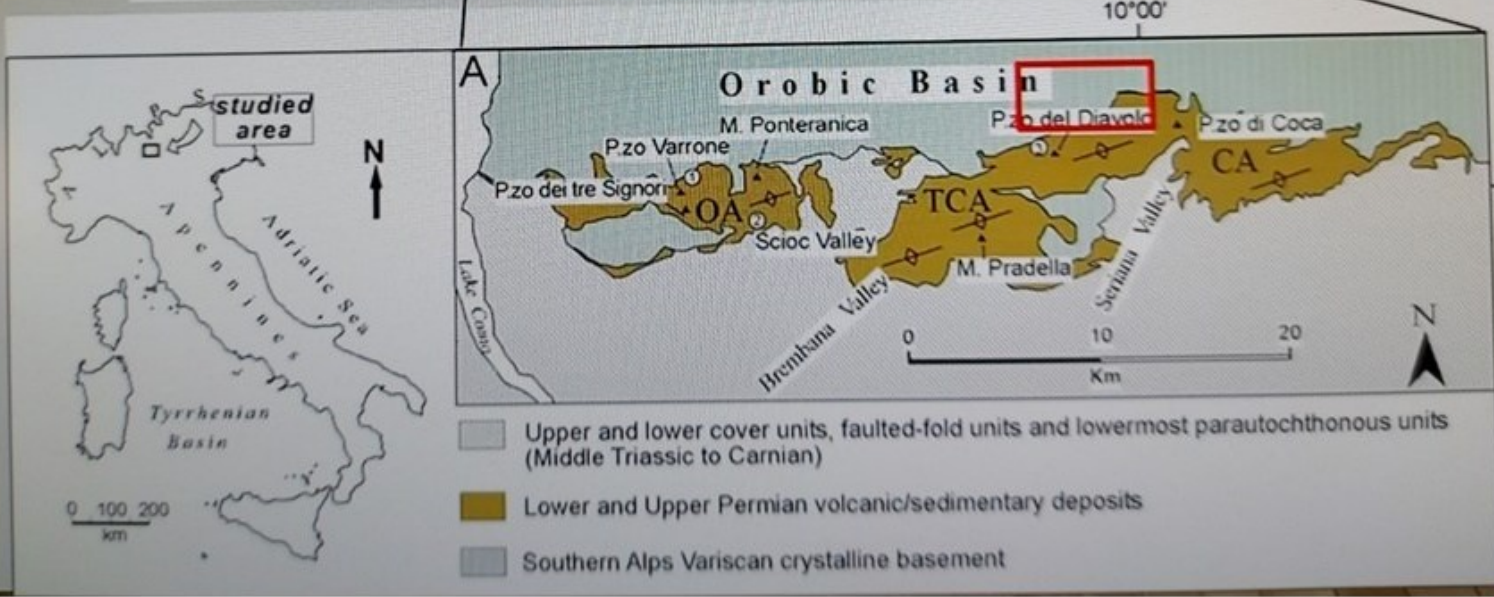 10°00'
A
Orobic Basin
studied
area
N
M. Ponteranica
P.zo del Diavolo
P.zo di Coca
P.zo Varrone
CA
P.zo dei tre Signori
1
3
OA
TCA
2
Scioc Valley
M. Pradella
Apennines
Adriatic Sea
Lake Como
Brembana Valley
Seriana Valley
N
0 10 20
Km
Tyrrhenian
Basin
0 100 200
km
Upper and lower cover units, faulted-fold units and lowermost parautochthonous units
(Middle Triassic to Carnian)
Lower and Upper Permian volcanic/sedimentary deposits
Southern Alps Variscan crystalline basement